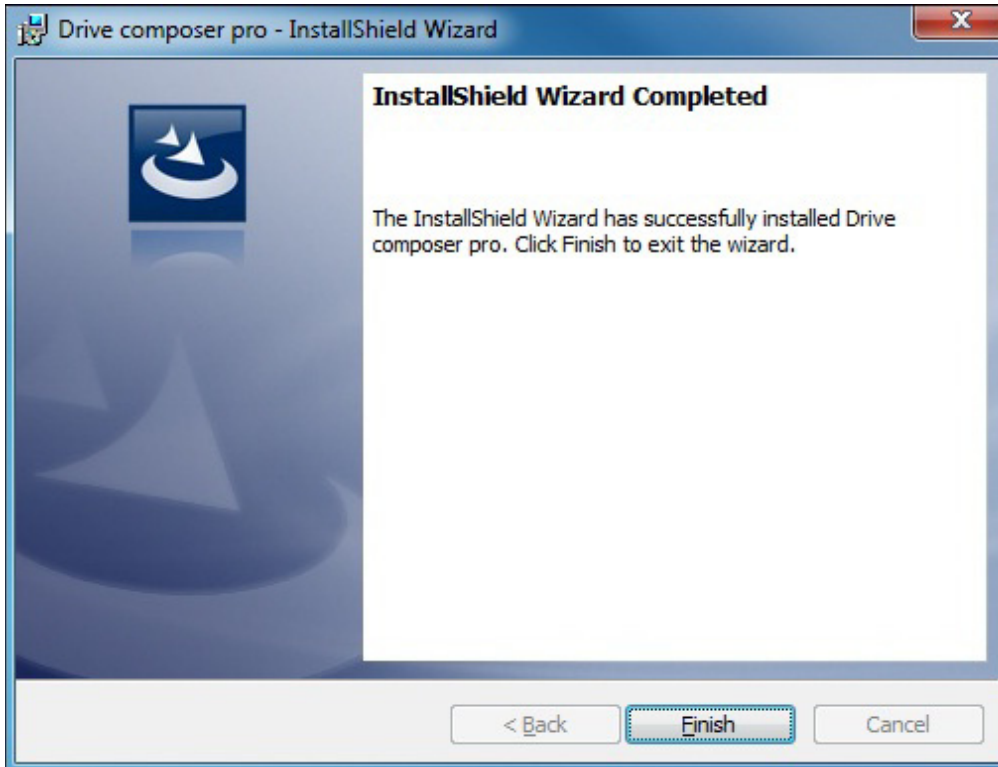 Drive composer pro - InstallShield Wizard
InstallShield Wizard Completed
The InstallShield Wizard has successfully installed Drive
composer pro. Click Finish to exit the wizard.
< Back
Finish
Cancel